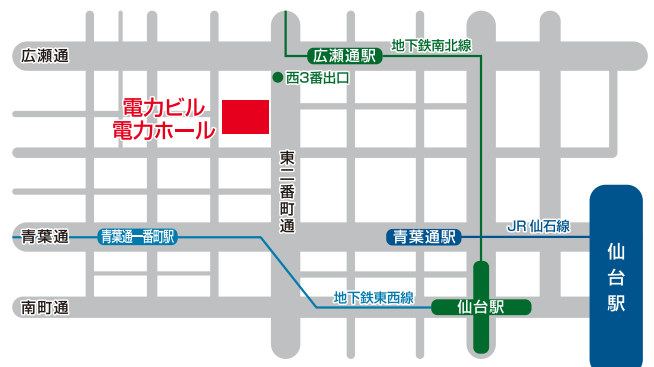 地下鉄南北線
広瀬通
広瀬通駅
西3番出口
電力ビル
電力ホール
東二番町通
JR 仙石線
青葉通
青葉通一番町駅
青葉通駅
仙台駅
地下鉄東西線
南町通
仙台駅